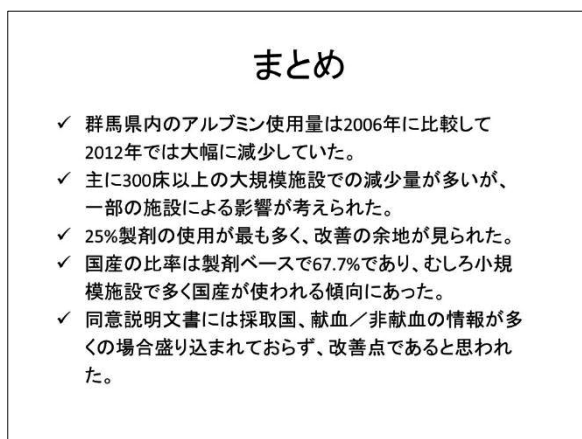 まとめ
✓ 群馬県内のアルブミン使用量は2006年に比較して
2012年では大幅に減少していた。
✓ 主に300床以上の大規模施設での減少量が多いが、
一部の施設による影響が考えられた。
✓ 25%製剤の使用が最も多く、改善の余地が見られた。
✓ 国産の比率は製剤ベースで67.7%であり、むしろ小規
模施設で多く国産が使われる傾向にあった。
✓ 同意説明文書には採取国、献血／非献血の情報が多
くの場合盛り込まれておらず、改善点であると思われ
た。